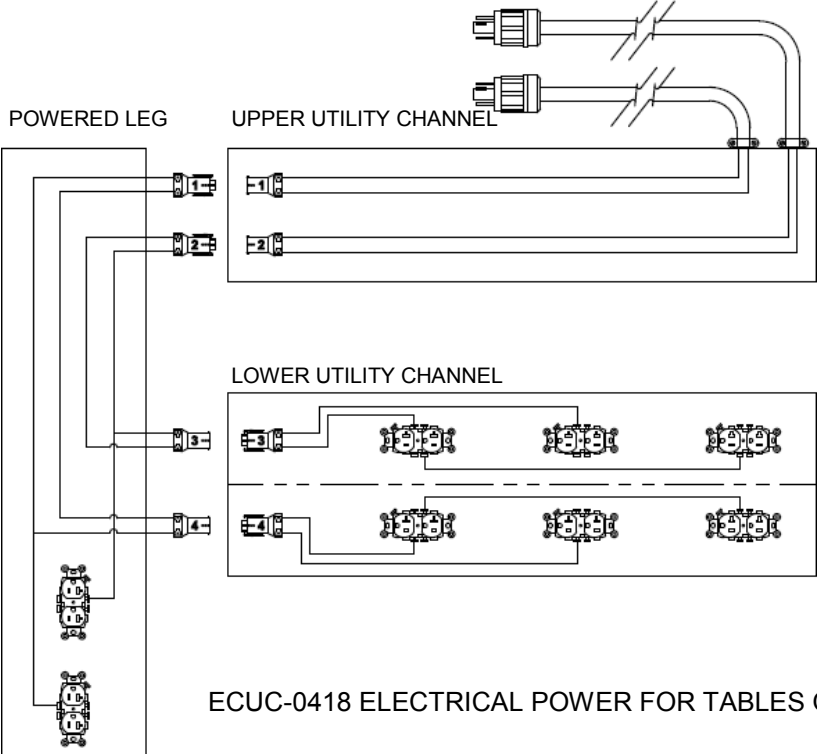 POWERED LEG
UPPER UTILITY CHANNEL
1
1
2
2
LOWER UTILITY CHANNEL
3
3
4
4
ECUC-0418 ELECTRICAL POWER FOR TABLES